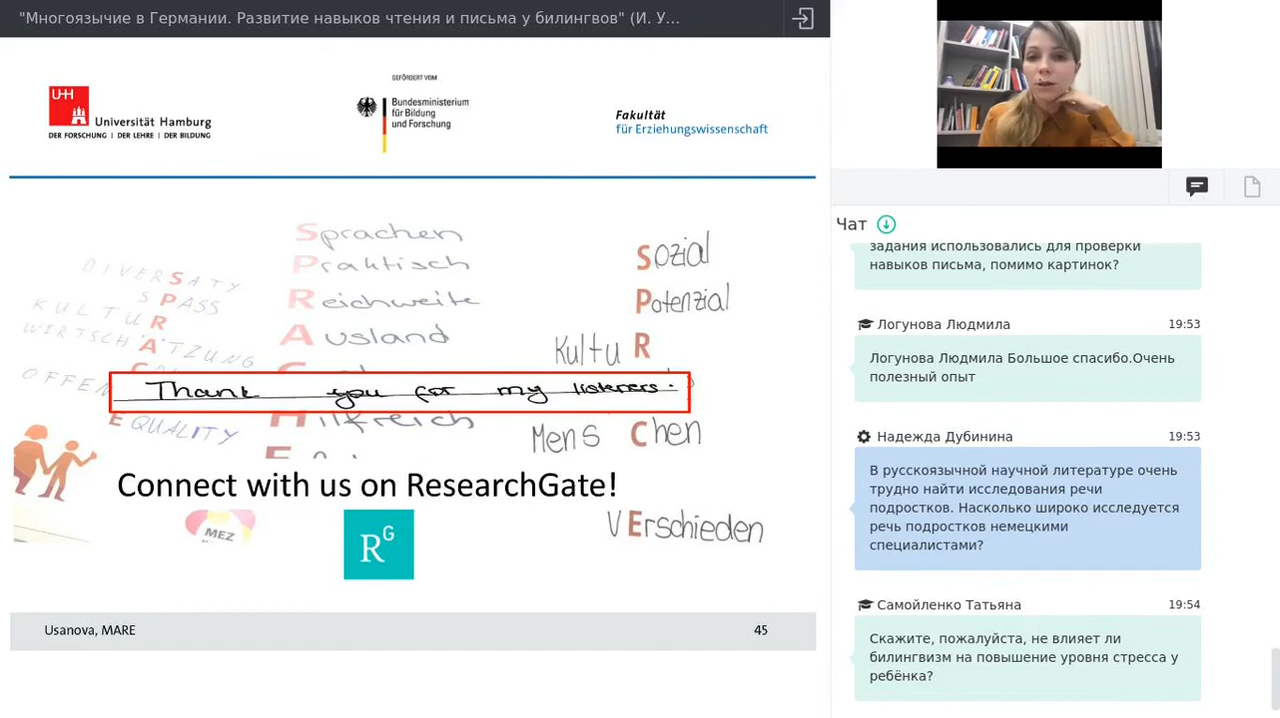 "Многоязычие в Германии. Развитие навыков чтения и письма у билингвов" (И. У...
UHH
Universität Hamburg
DER FORSCHUNG | DER LEHRE | DER BILDUNG
GEFÖRDERT VOM
Bundesministerium
für Bildung
und Forschung
Fakultät
für Erziehungswissenschaft
DIVERSATY
SPASS
KULTUR
WERTSCHÄTZUNG
OFFEN
EQUALITY
Sprachen
Praktisch
Reichweite
Ausland
Hilfreich
Sozial
Potenzial
KultuR
MensChen
VErschieden
Thank you for my listeners.
Connect with us on ResearchGate!
MEZ
RG
Usanova, MARE
45
Чат
задания использовались для проверки
навыков письма, помимо картинок?
Логунова Людмила 19:53
Логунова Людмила Большое спасибо.Очень
полезный опыт
Надежда Дубинина 19:53
В русскоязычной научной литературе очень
трудно найти исследования речи
подростков. Насколько широко исследуется
речь подростков немецкими
специалистами?
Самойленко Татьяна 19:54
Скажите, пожалуйста, не влияет ли
билингвизм на повышение уровня стресса у
ребёнка?